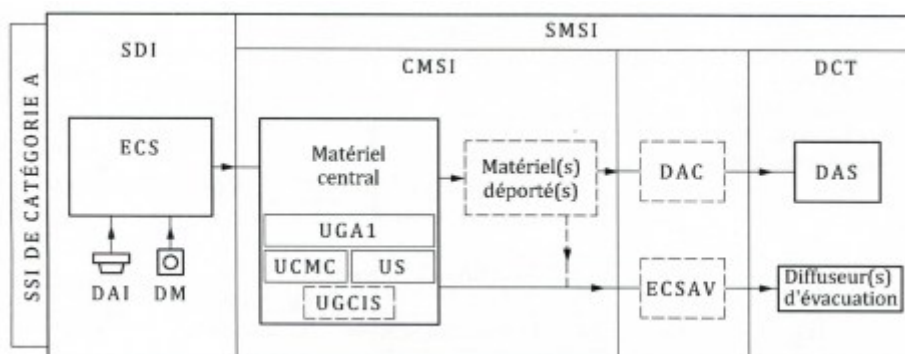 SSI DE CATÉGORIE A
SDI
SMSI
CMSI
DCT
ECS
DAI
DM
Matériel
central
UGA1
UCMC
US
UGCIS
Matériel(s)
déporté(s)
DAC
DAS
ECSAV
Diffuseur(s)
d'évacuation